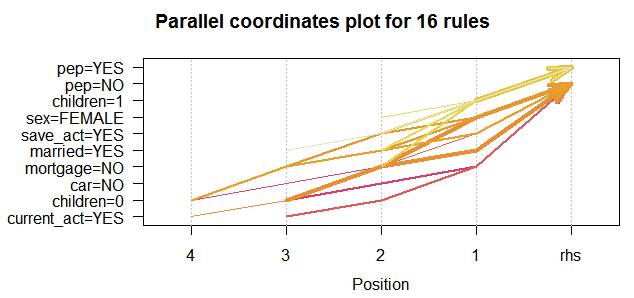 Parallel coordinates plot for 16 rules
pep=YES
pep=NO
children=1
sex=FEMALE
save_act=YES
married=YES
mortgage=NO
car=NO
children=0
current_act=YES
4 3 2 1 rhs
Position